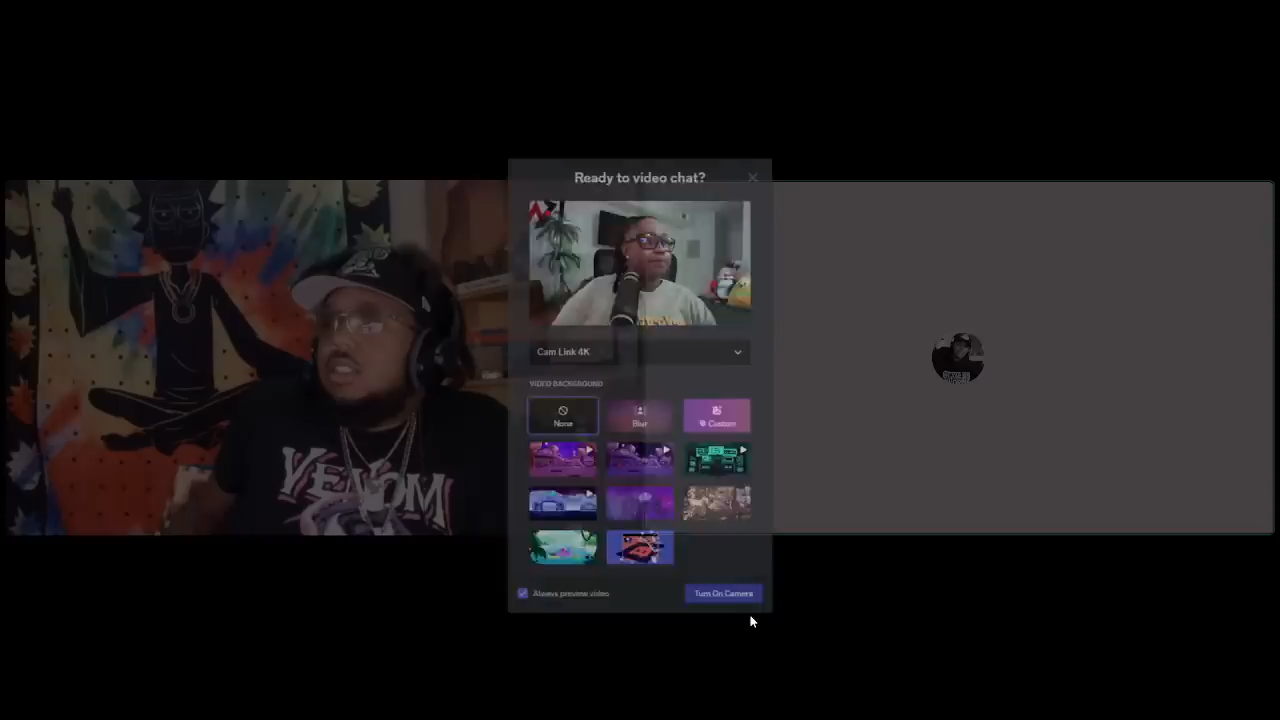 Ready to video chat?
Cam Link 4K
VIDEO BACKGROUND
None
Blur
Custom
Always preview video
Turn On Camera
VENOM